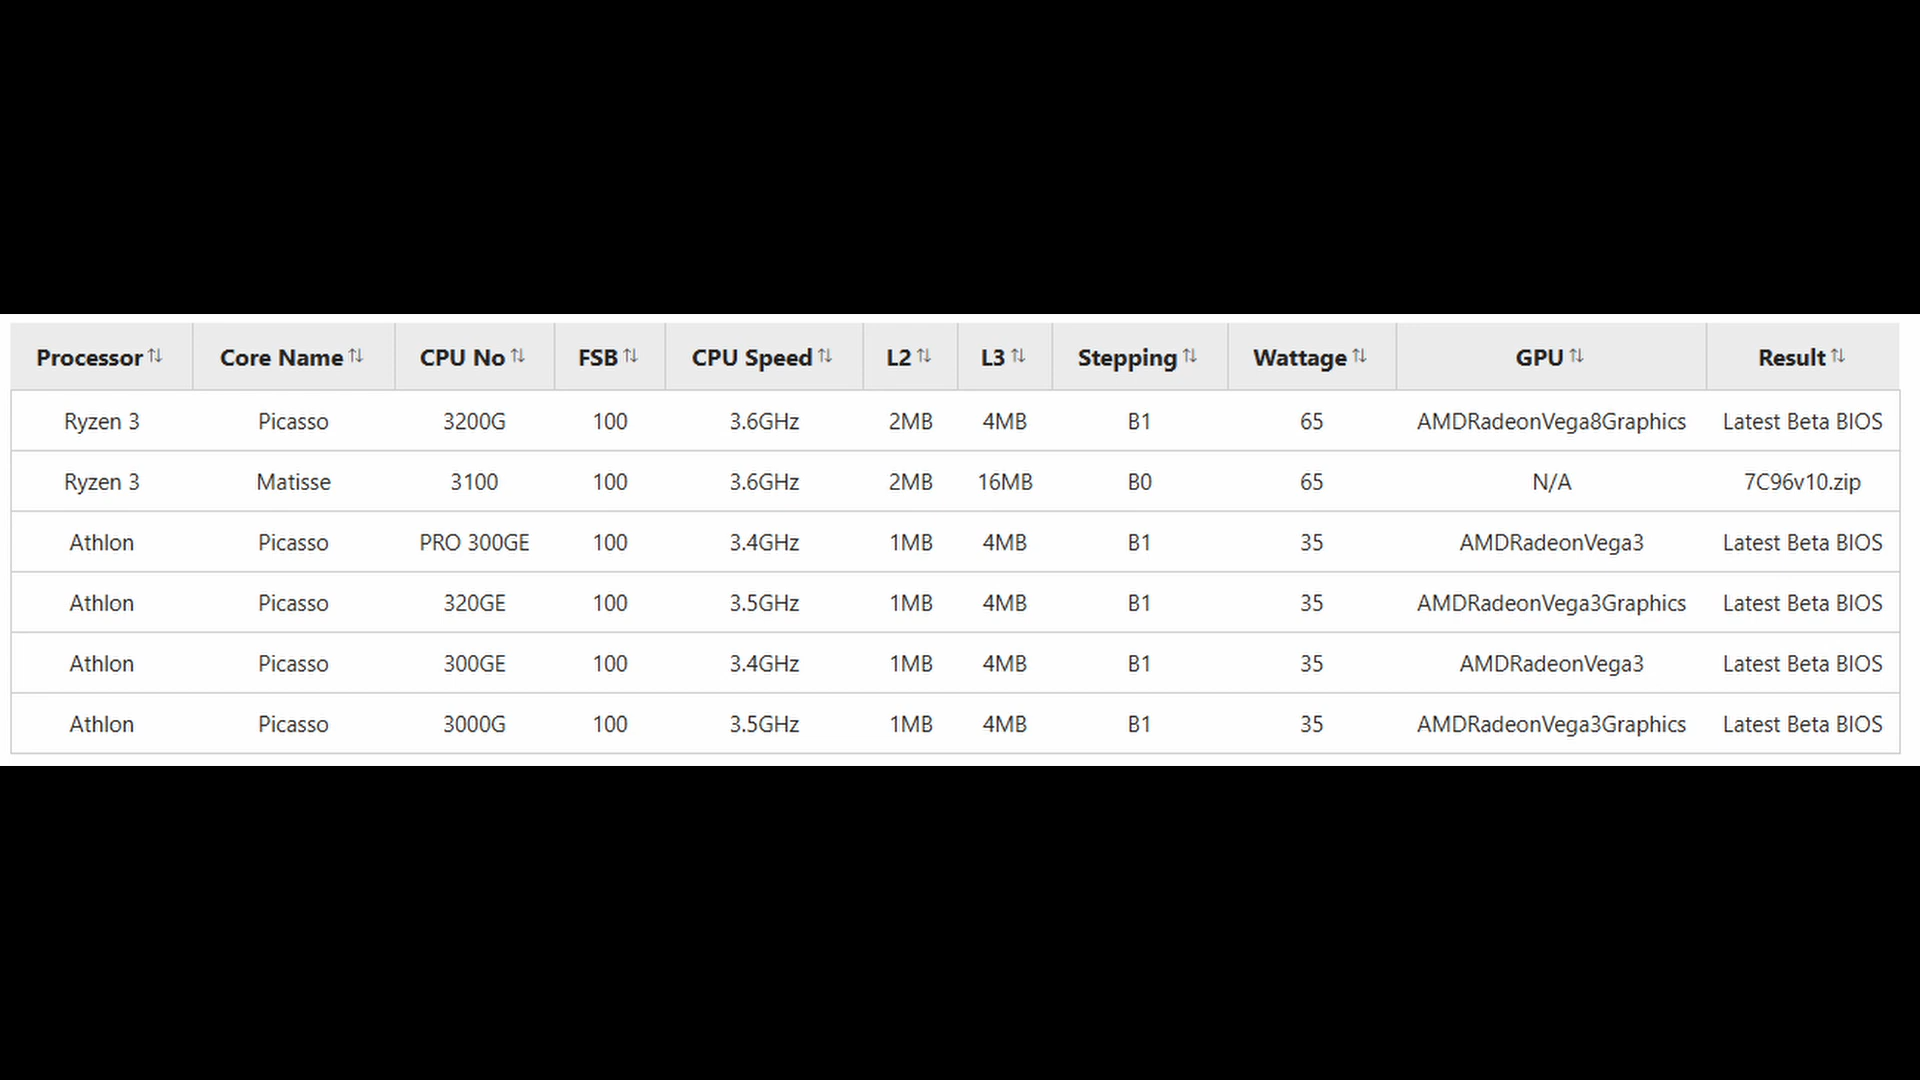 Processor Core Name CPU No FSB CPU Speed L2 L3 Stepping Wattage GPU Result
Ryzen 3 Picasso 3200G 100 3.6GHz 2MB 4MB B1 65 AMDRadeonVega8Graphics Latest Beta BIOS
Ryzen 3 Matisse 3100 100 3.6GHz 2MB 16MB B0 65 N/A 7C96v10.zip
Athlon Picasso PRO 300GE 100 3.4GHz 1MB 4MB B1 35 AMDRadeonVega3 Latest Beta BIOS
Athlon Picasso 320GE 100 3.5GHz 1MB 4MB B1 35 AMDRadeonVega3Graphics Latest Beta BIOS
Athlon Picasso 300GE 100 3.4GHz 1MB 4MB B1 35 AMDRadeonVega3 Latest Beta BIOS
Athlon Picasso 3000G 100 3.5GHz 1MB 4MB B1 35 AMDRadeonVega3Graphics Latest Beta BIOS